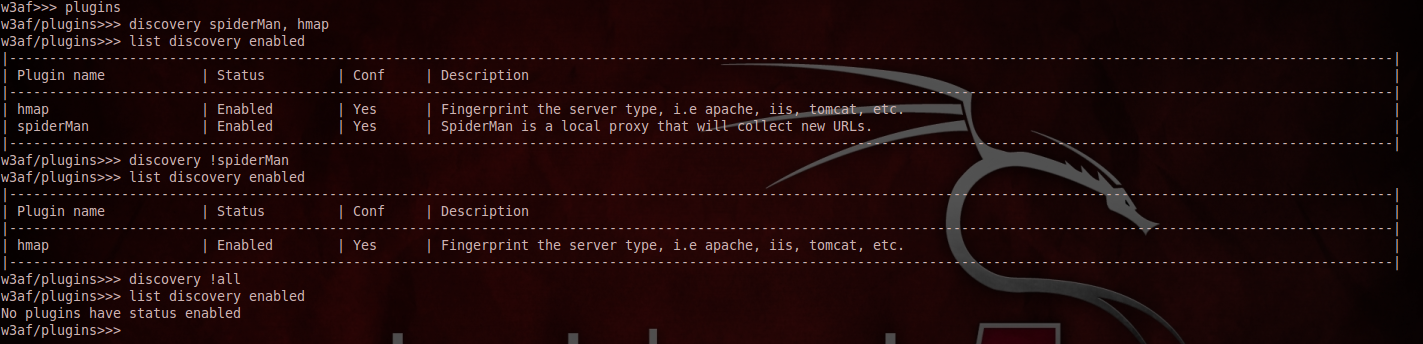 w3af>>> plugins
w3af/plugins>>> discovery spiderMan, hmap
w3af/plugins>>> list discovery enabled
|-----------------------------------------------------------------------------------------------------------------------------------------------------------------------------|
| Plugin name | Status | Conf | Description |
|-----------------------------------------------------------------------------------------------------------------------------------------------------------------------------|
| hmap | Enabled | Yes | Fingerprint the server type, i.e apache, iis, tomcat, etc. |
| spiderMan | Enabled | Yes | SpiderMan is a local proxy that will collect new URLs. |
|-----------------------------------------------------------------------------------------------------------------------------------------------------------------------------|
w3af/plugins>>> discovery !spiderMan
w3af/plugins>>> list discovery enabled
|-----------------------------------------------------------------------------------------------------------------------------------------------------------------------------|
| Plugin name | Status | Conf | Description |
|-----------------------------------------------------------------------------------------------------------------------------------------------------------------------------|
| hmap | Enabled | Yes | Fingerprint the server type, i.e apache, iis, tomcat, etc. |
|-----------------------------------------------------------------------------------------------------------------------------------------------------------------------------|
w3af/plugins>>> discovery !all
w3af/plugins>>> list discovery enabled
No plugins have status enabled
w3af/plugins>>>